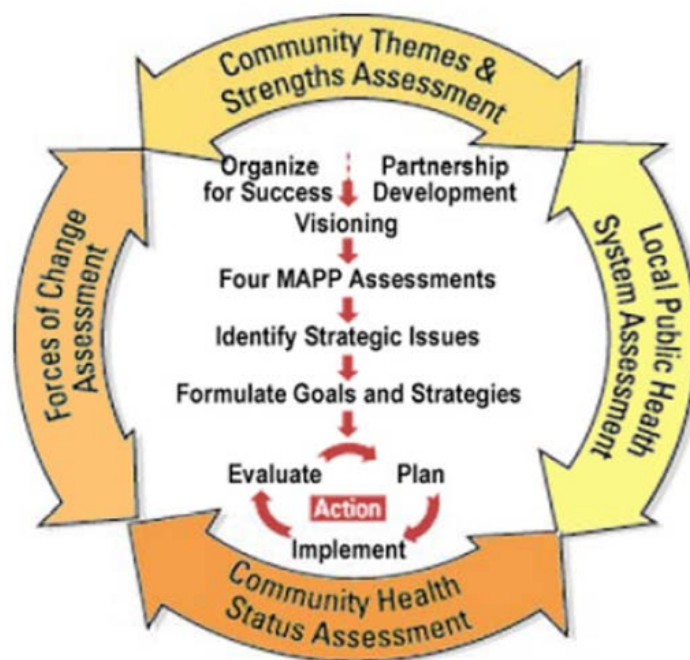 Community Themes &
Strengths Assessment
Organize
for Success
Partnership
Development
Visioning
Four MAPP Assessments
Identify Strategic Issues
Formulate Goals and Strategies
Evaluate
Plan
Action
Implement
Forces of Change
Assessment
Local Public Health
System Assessment
Community Health
Status Assessment